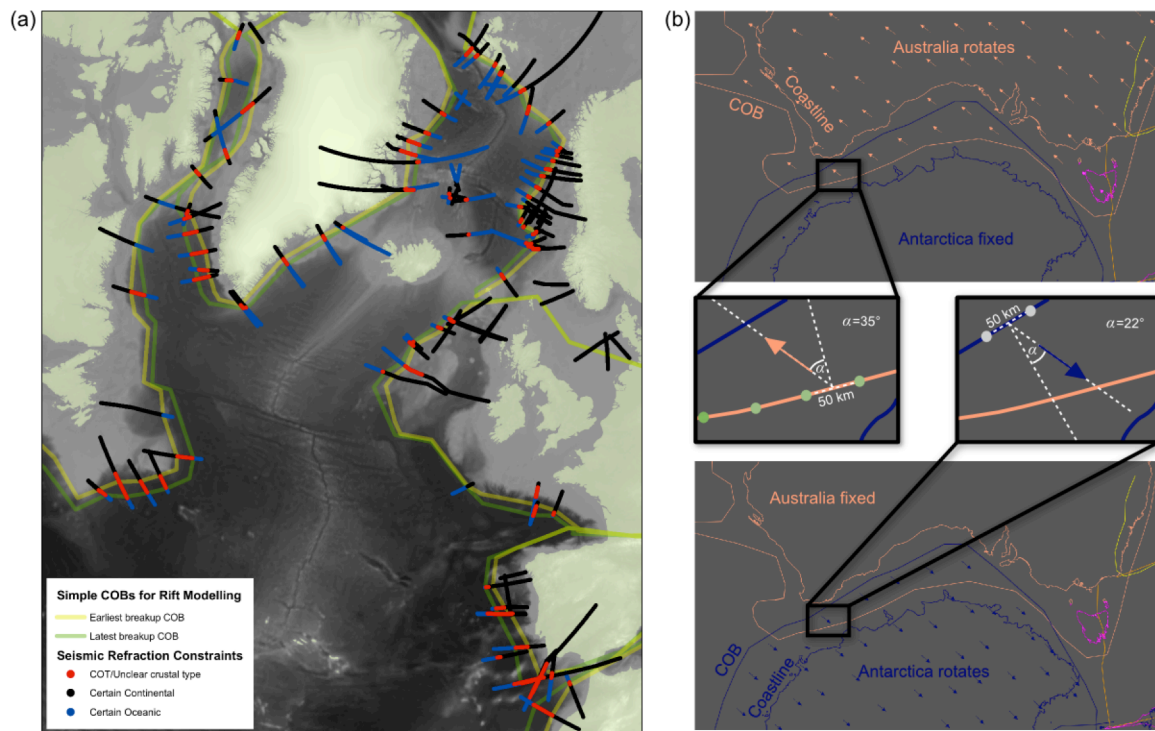 (a)
Simple COBs for Rift Modelling
Earliest breakup COB
Latest breakup COB
Seismic Refraction Constraints
COT/Unclear crustal type
Certain Continental
Certain Oceanic
(b)
Australia rotates
COB
Coastline
Antarctica fixed
α=35°
α
50 km
50 km
α=22°
α
Australia fixed
COB
Coastline
Antarctica rotates